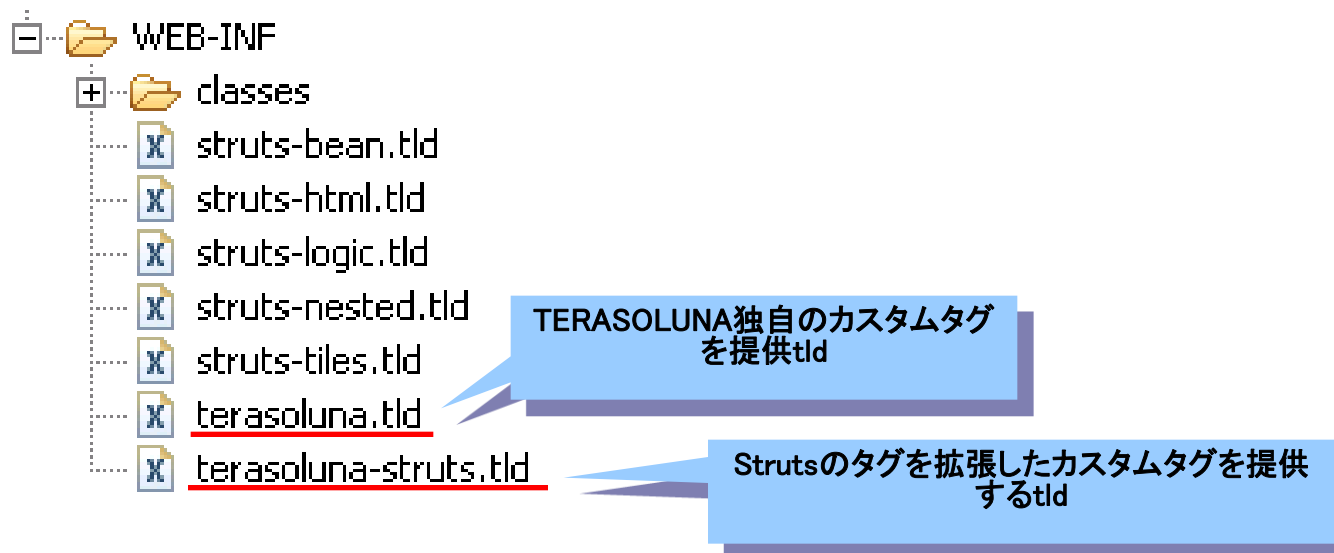 WEB-INF
classes
struts-bean.tld
struts-html.tld
struts-logic.tld
struts-nested.tld
struts-tiles.tld
terasoluna.tld
terasoluna-struts.tld
TERASOLUNA独自のカスタムタグ
を提供tld
Strutsのタグを拡張したカスタムタグを提供
するtld